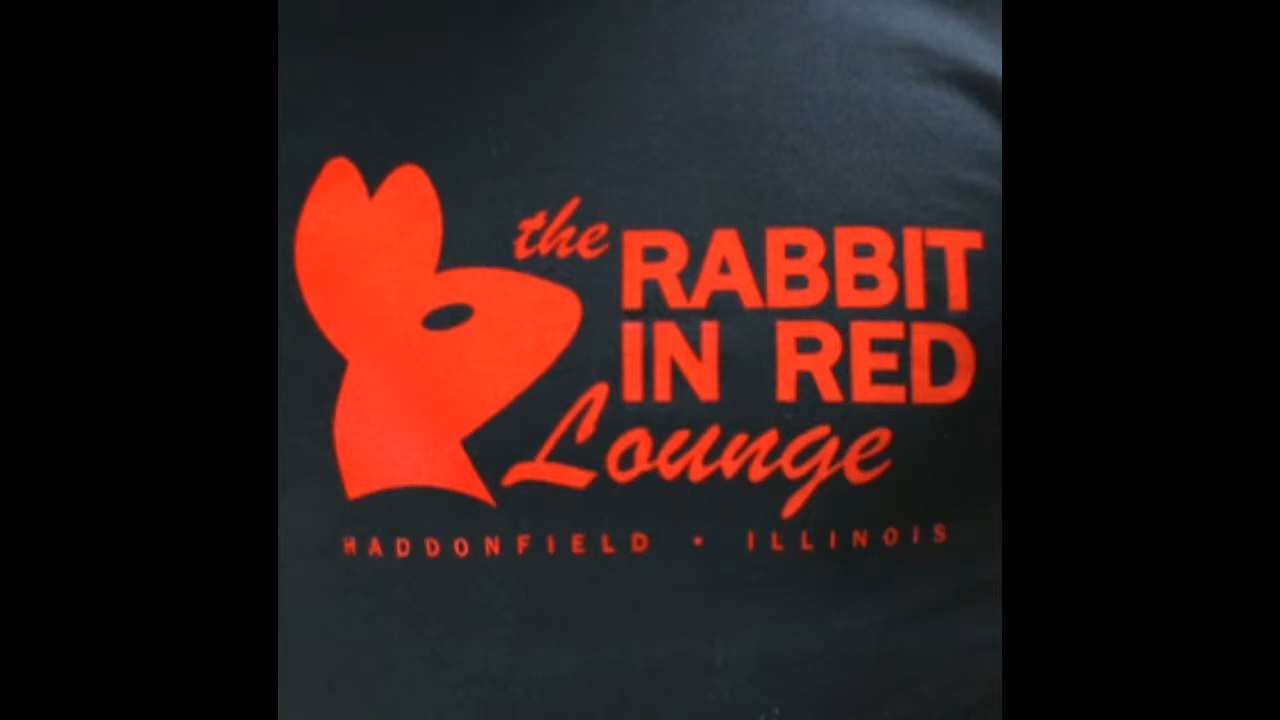 the
RABBIT
IN RED
Lounge
HADDONFIELD • ILLINOIS